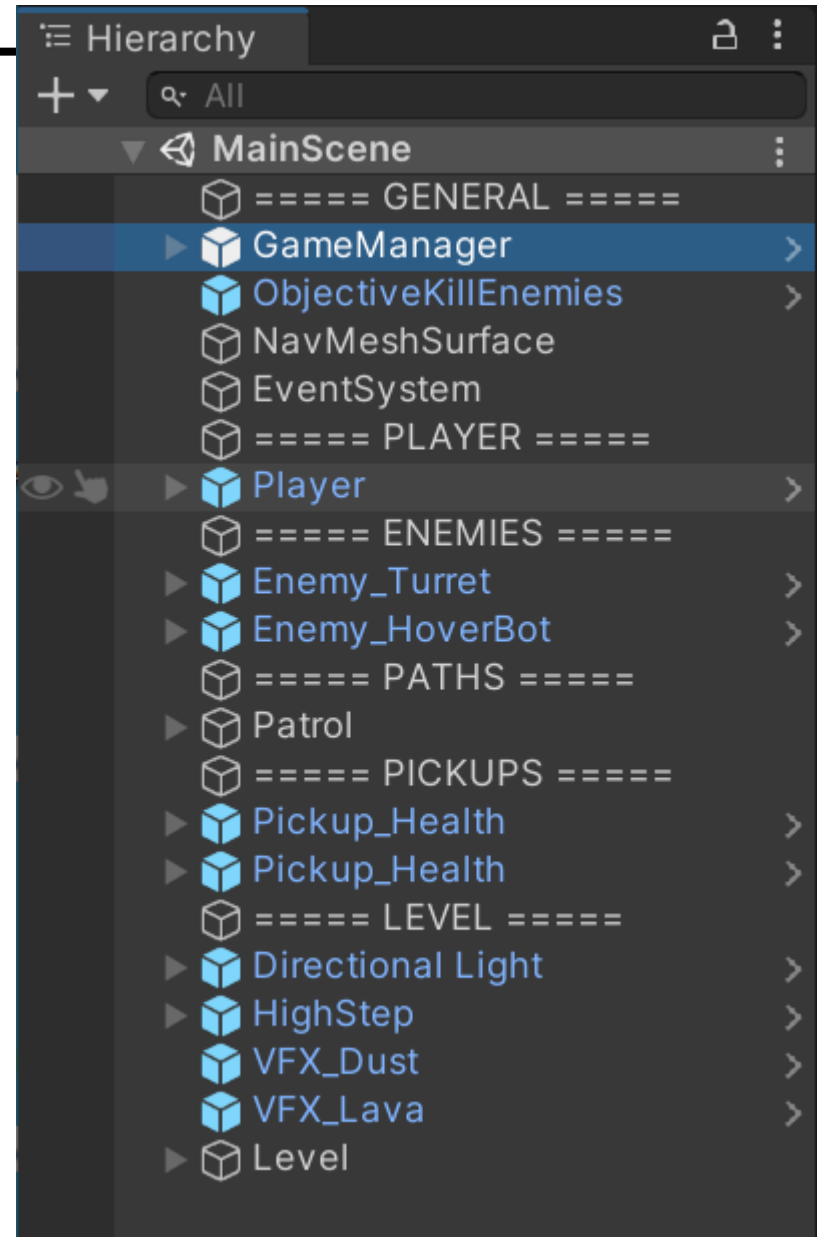 Hierarchy
All
MainScene
===== GENERAL =====
GameManager
ObjectiveKillEnemies
NavMeshSurface
EventSystem
===== PLAYER =====
Player
===== ENEMIES =====
Enemy_Turret
Enemy_HoverBot
===== PATHS =====
Patrol
===== PICKUPS =====
Pickup_Health
Pickup_Health
===== LEVEL =====
Directional Light
HighStep
VFX_Dust
VFX_Lava
Level